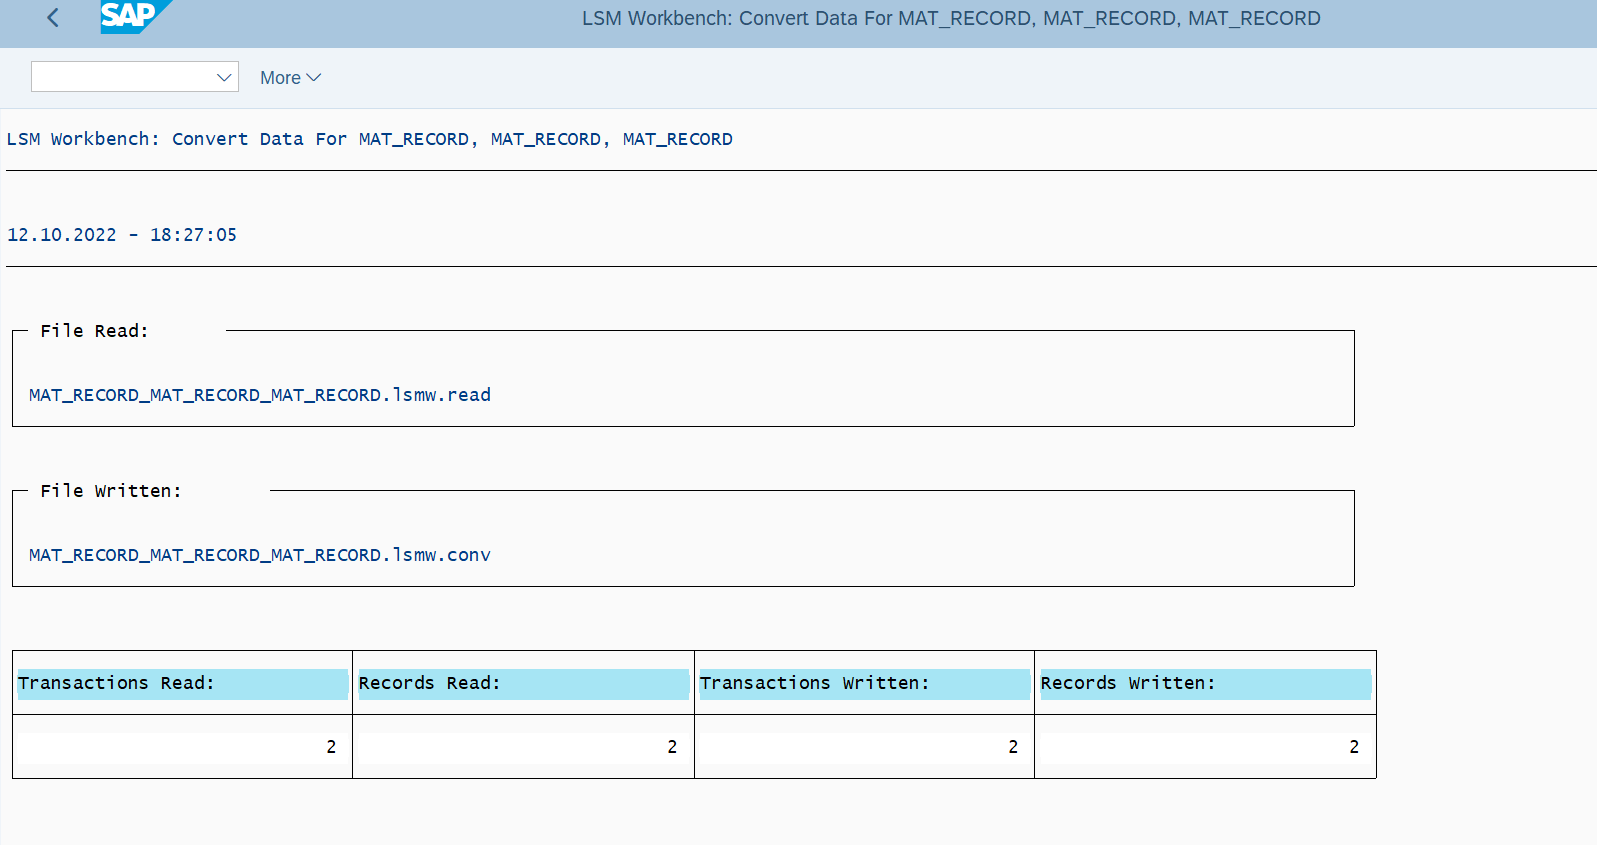 SAP
LSM Workbench: Convert Data For MAT_RECORD, MAT_RECORD, MAT_RECORD
More
LSM Workbench: Convert Data For MAT_RECORD, MAT_RECORD, MAT_RECORD
12.10.2022 - 18:27:05
File Read:
MAT_RECORD_MAT_RECORD_MAT_RECORD.lsmw.read
File Written:
MAT_RECORD_MAT_RECORD_MAT_RECORD.lsmw.conv
Transactions Read: Records Read: Transactions Written: Records Written:
2 2 2 2